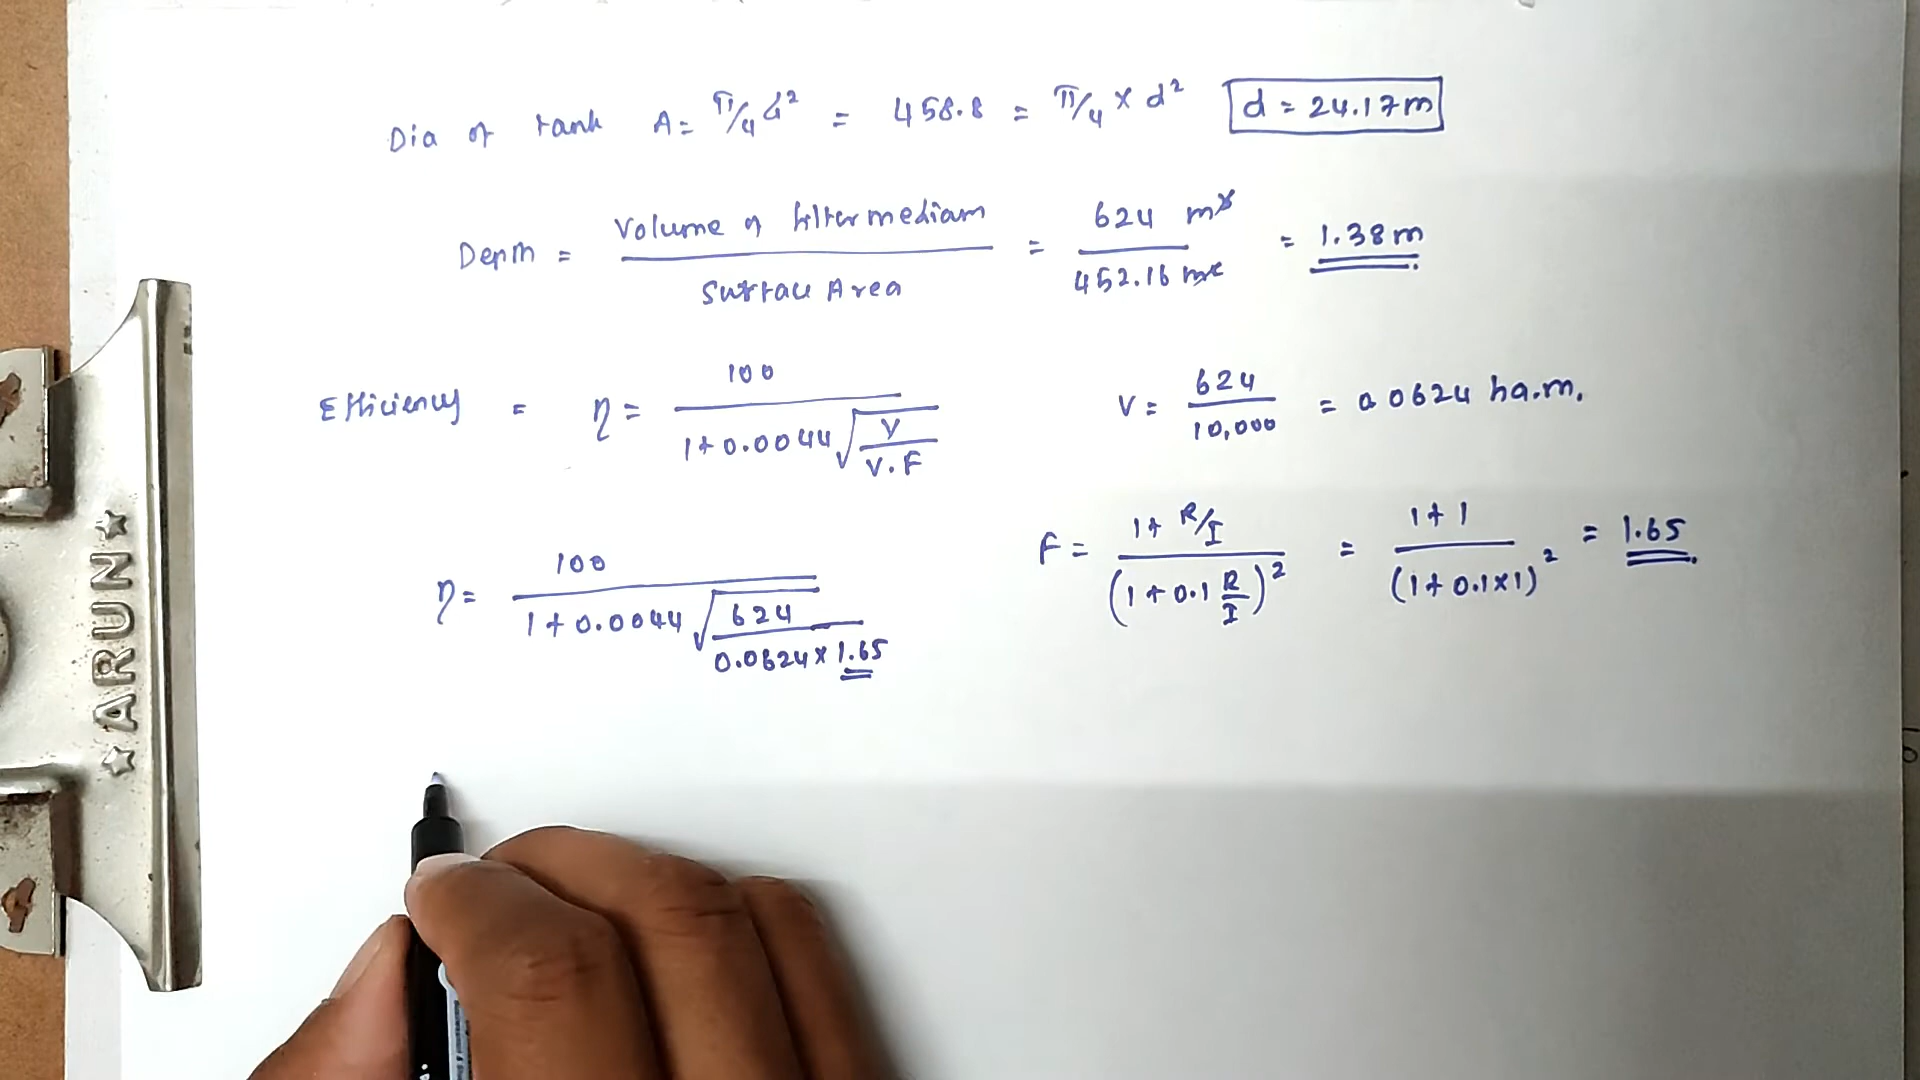 Dia of tank A = π/4 d² = 458.8 = π/4 × d² d = 24.17m
Depth = Volume of filter mediam / Surface Area = 624 m³ / 452.16 m² = 1.38m
Efficiency = η = 100 / 1+0.0044 √(V / V.F)
V = 624 / 10,000 = 0.0624 ha.m.
F = 1+ R/I / (1+0.1 R/I)² = 1+1 / (1+0.1×1)² = 1.65
η = 100 / 1+0.0044 √(624 / 0.0624 × 1.65)
ARUN